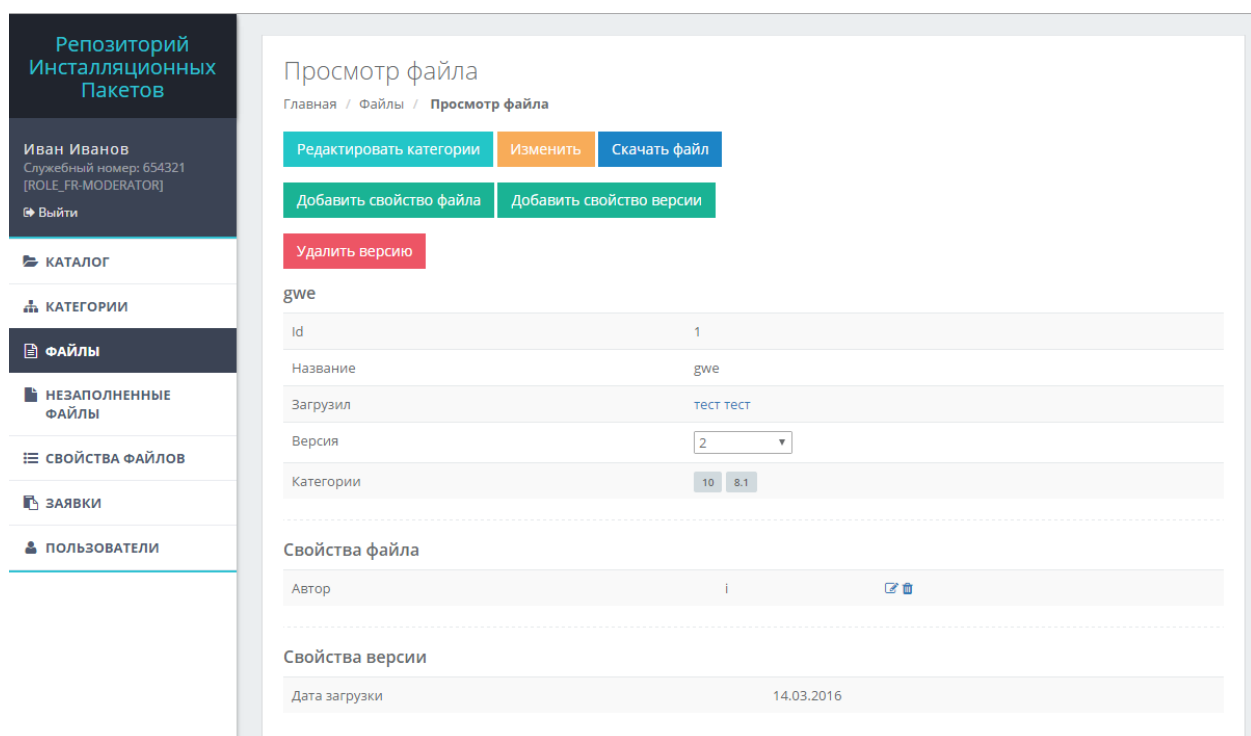 Репозиторий
Инсталляционных
Пакетов
Иван Иванов
Служебный номер: 654321
[ROLE_FR-MODERATOR]
Выйти
КАТАЛОГ
КАТЕГОРИИ
ФАЙЛЫ
НЕЗАПОЛНЕННЫЕ
ФАЙЛЫ
СВОЙСТВА ФАЙЛОВ
ЗАЯВКИ
ПОЛЬЗОВАТЕЛИ
Просмотр файла
Главная / Файлы / Просмотр файла
Редактировать категории Изменить Скачать файл
Добавить свойство файла Добавить свойство версии
Удалить версию
gwe
Id 1
Название gwe
Загрузил тест тест
Версия 2
Категории 10 8.1
Свойства файла
Автор i
Свойства версии
Дата загрузки 14.03.2016